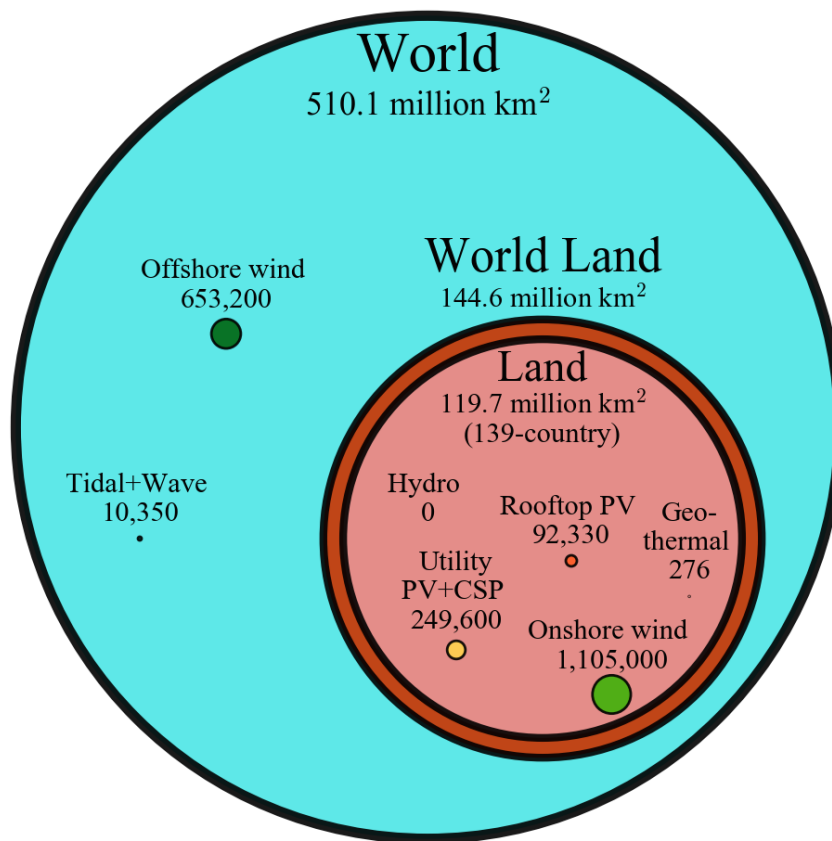 World
510.1 million km²
World Land
144.6 million km²
Offshore wind
653,200
Land
119.7 million km²
(139-country)
Tidal+Wave
10,350
Hydro
0
Rooftop PV
92,330
Geo-
thermal
276
Utility
PV+CSP
249,600
Onshore wind
1,105,000